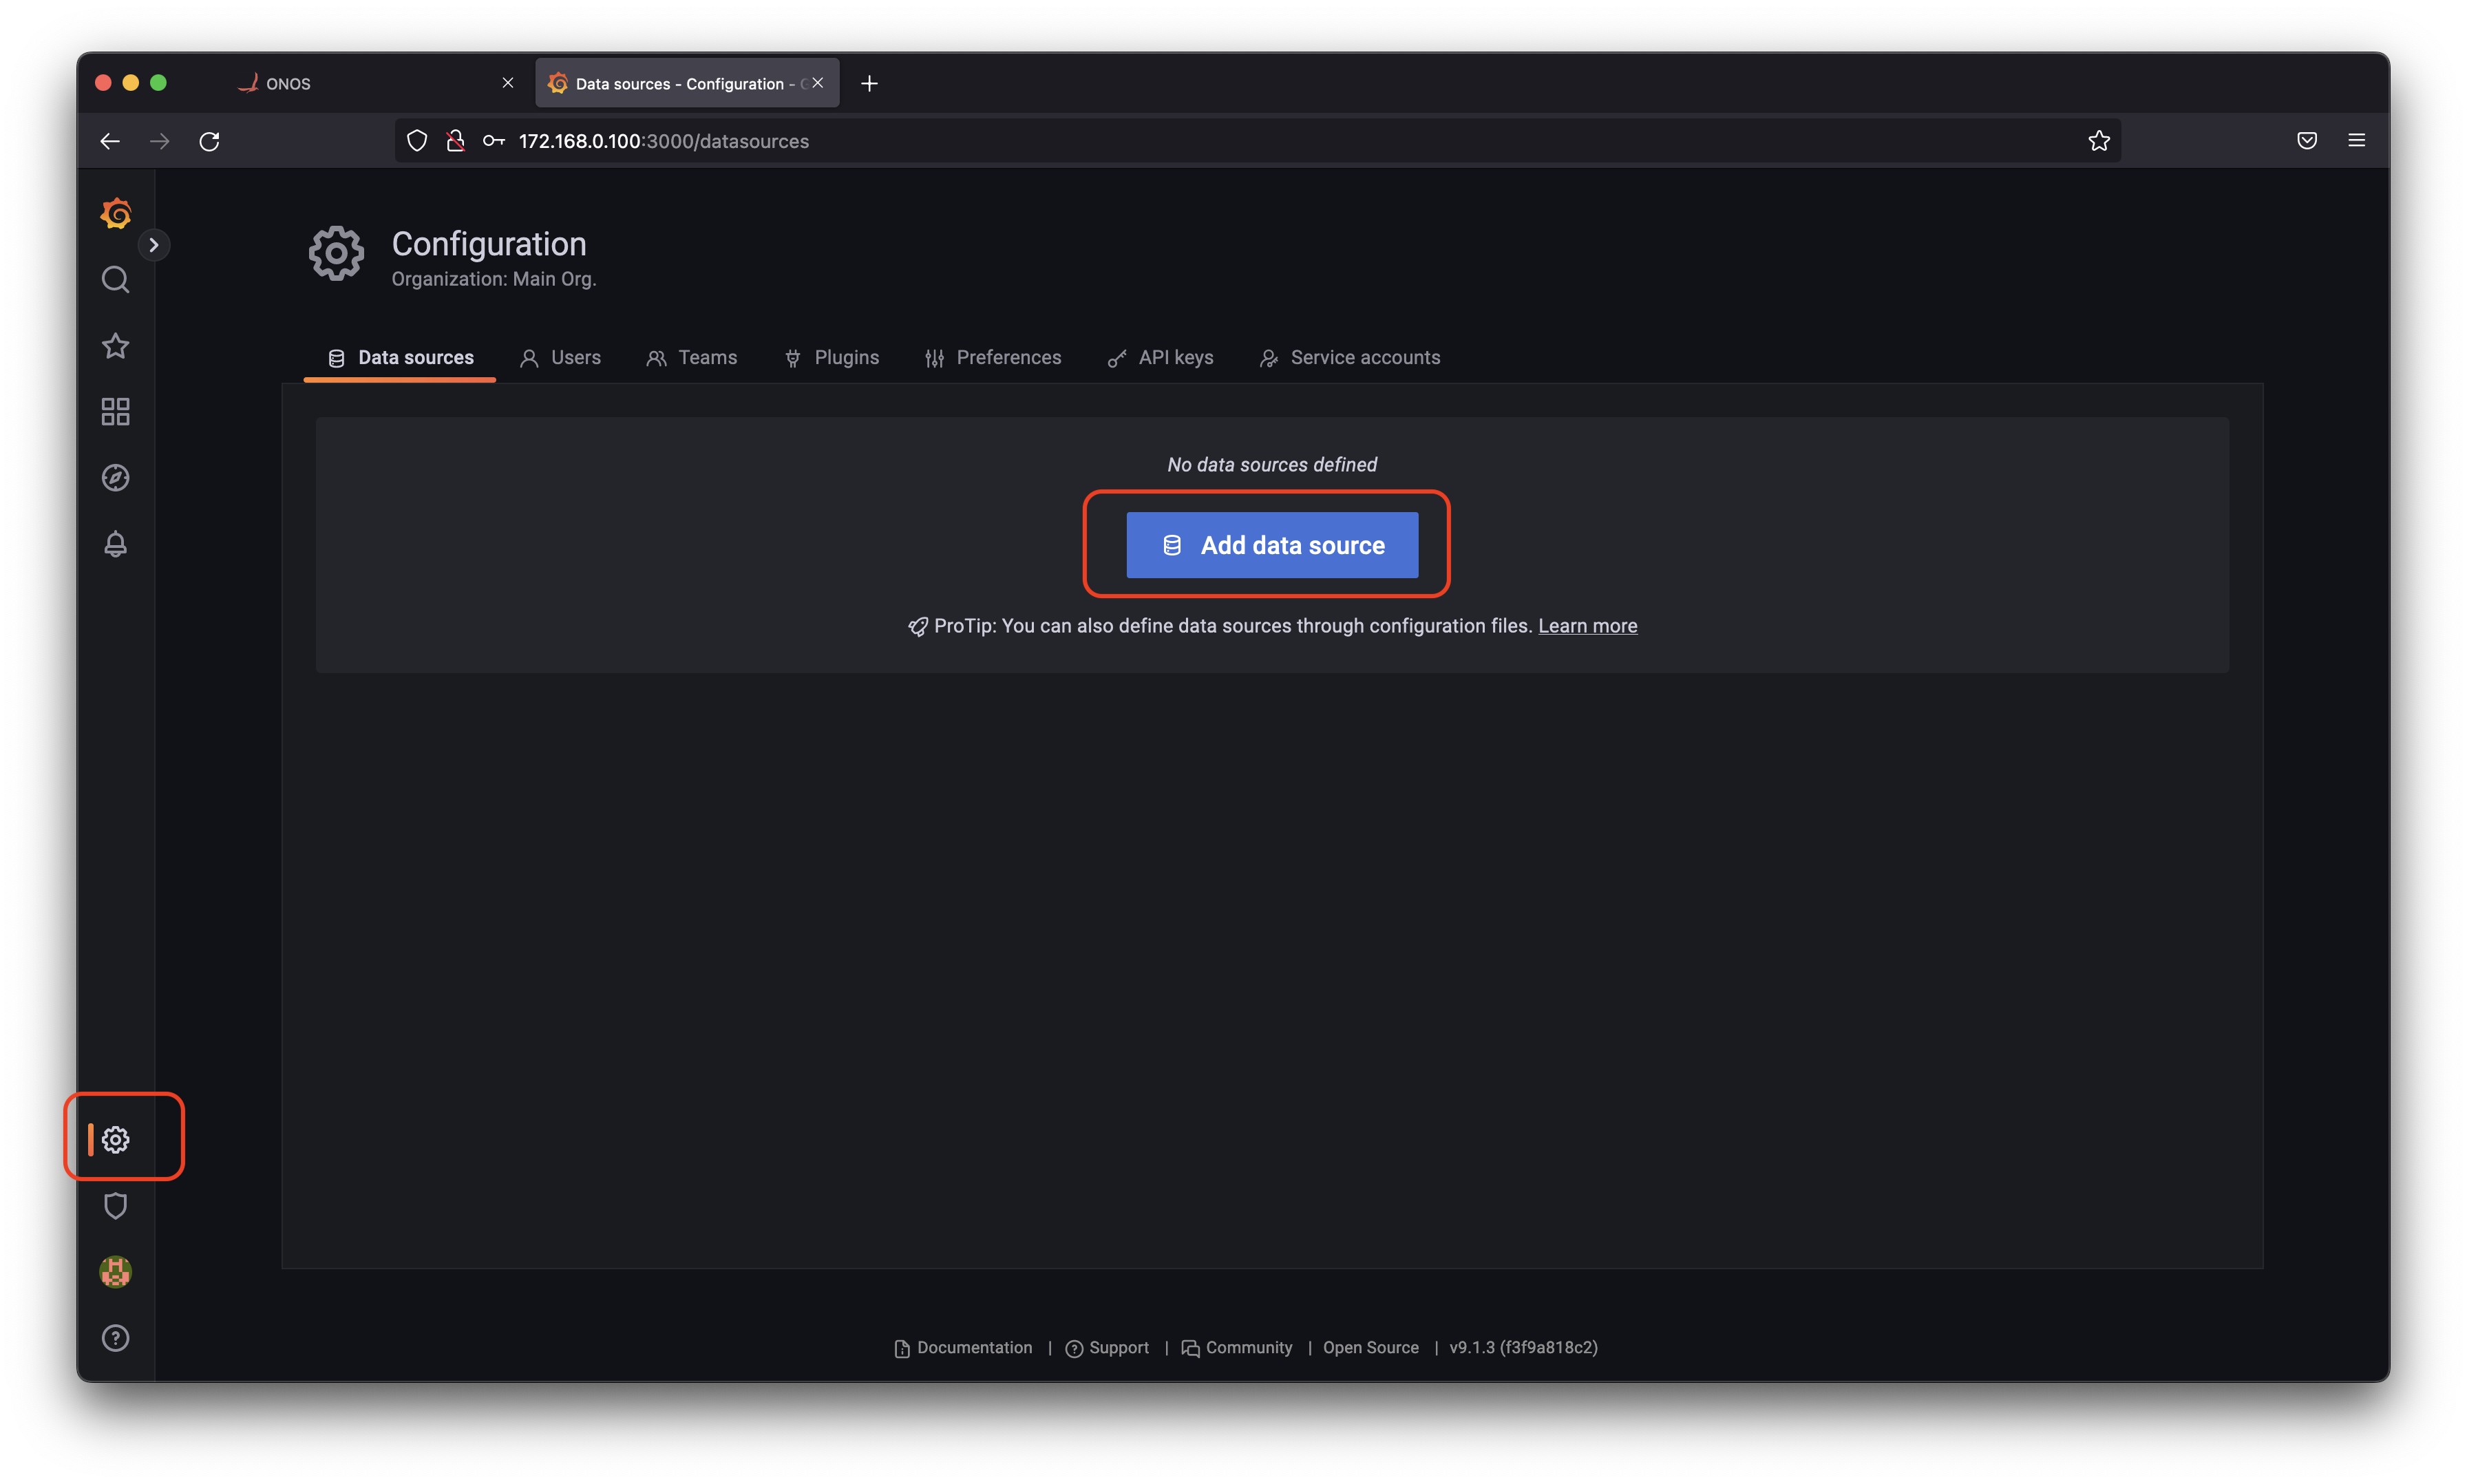 ONOS
Data sources - Configuration - G
172.168.0.100:3000/datasources
Configuration
Organization: Main Org.
Data sources
Users
Teams
Plugins
Preferences
API keys
Service accounts
No data sources defined
Add data source
ProTip: You can also define data sources through configuration files. Learn more
Documentation | Support | Community | Open Source | v9.1.3 (f3f9a818c2)